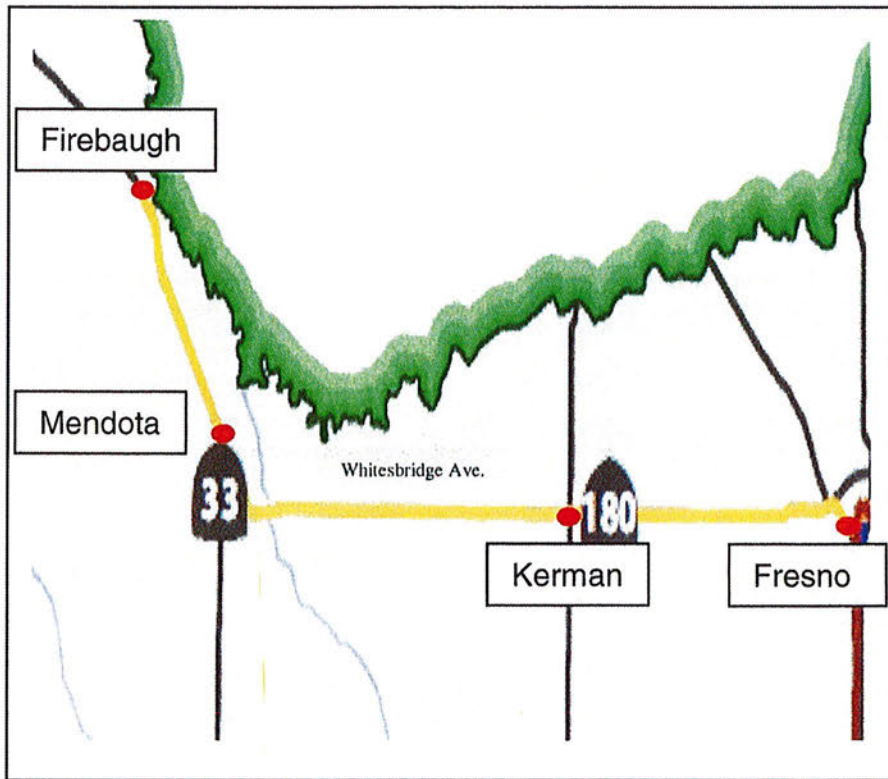 Firebaugh
Mendota
Whitesbridge Ave.
33
180
Kerman
Fresno